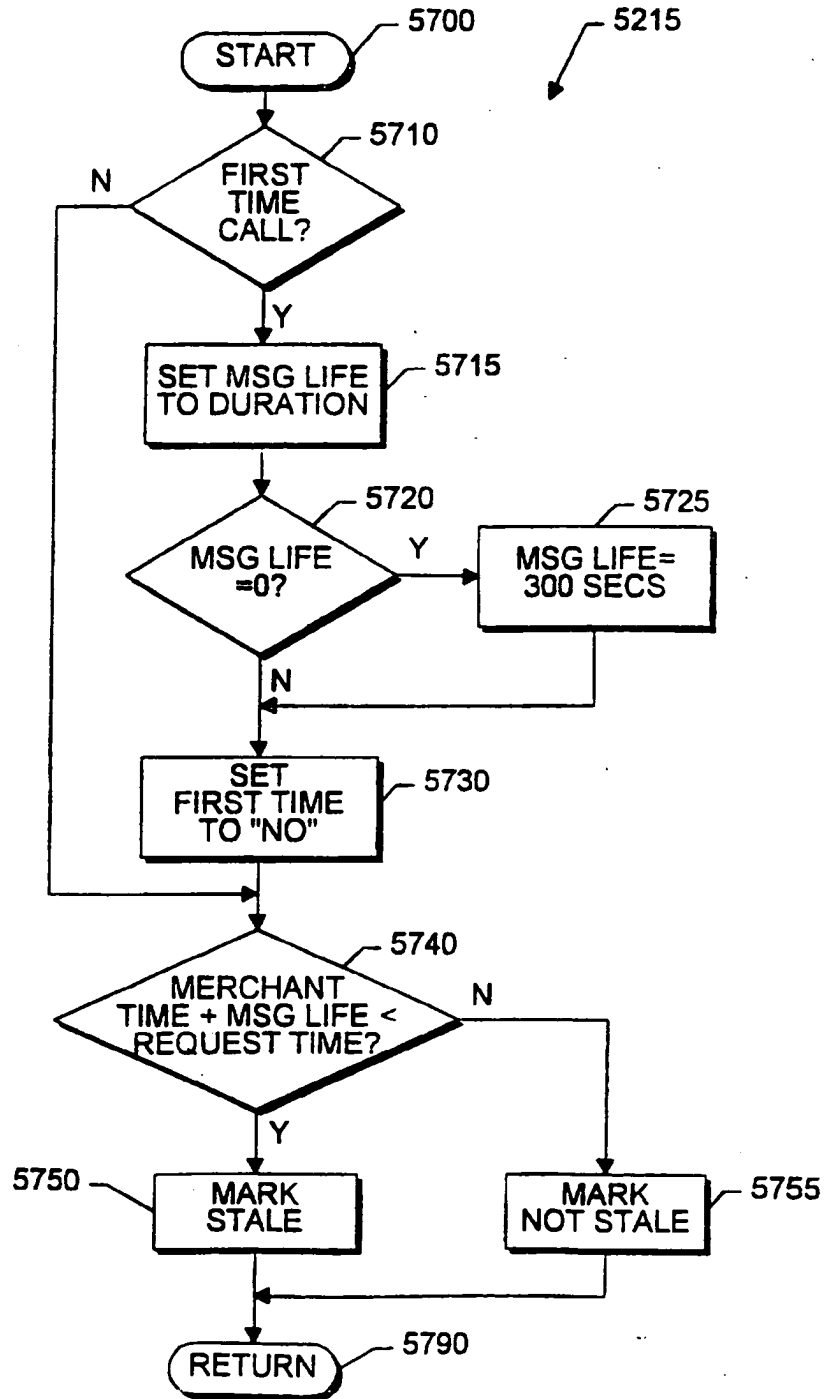 5700
5215
START
5710
N
FIRST
TIME
CALL?
Y
SET MSG LIFE
TO DURATION
5715
5720
5725
MSG LIFE
=0?
Y
MSG LIFE=
300 SECS
N
SET
FIRST TIME
TO "NO"
5730
5740
MERCHANT
TIME + MSG LIFE <
REQUEST TIME?
N
Y
5750
MARK
STALE
MARK
NOT STALE
5755
RETURN
5790